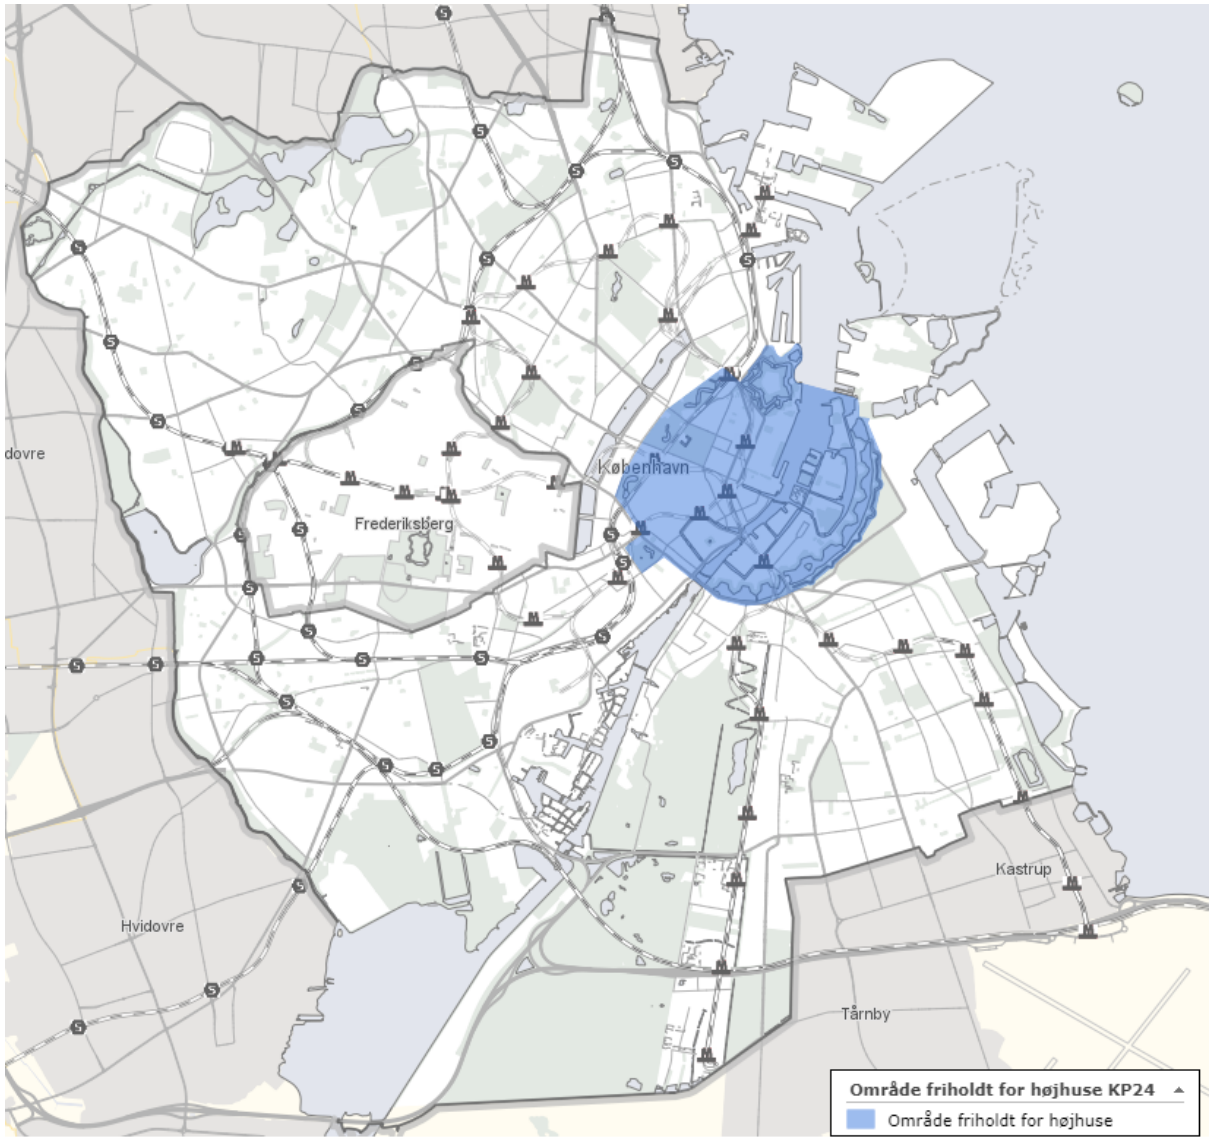 dovre
København
Frederiksberg
Kastrup
Hvidovre
Tårnby
Område friholdt for højhuse KP24
Område friholdt for højhuse